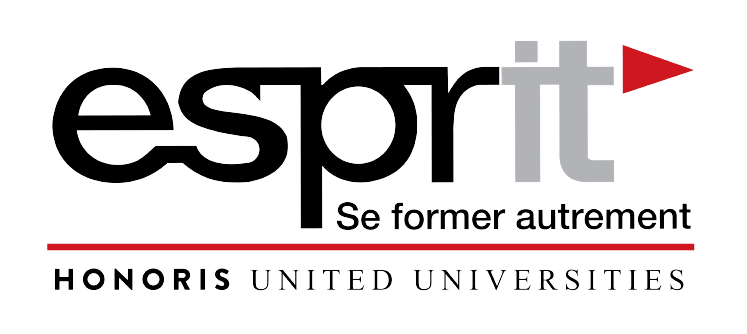 esprit
Se former autrement
HONORIS UNITED UNIVERSITIES